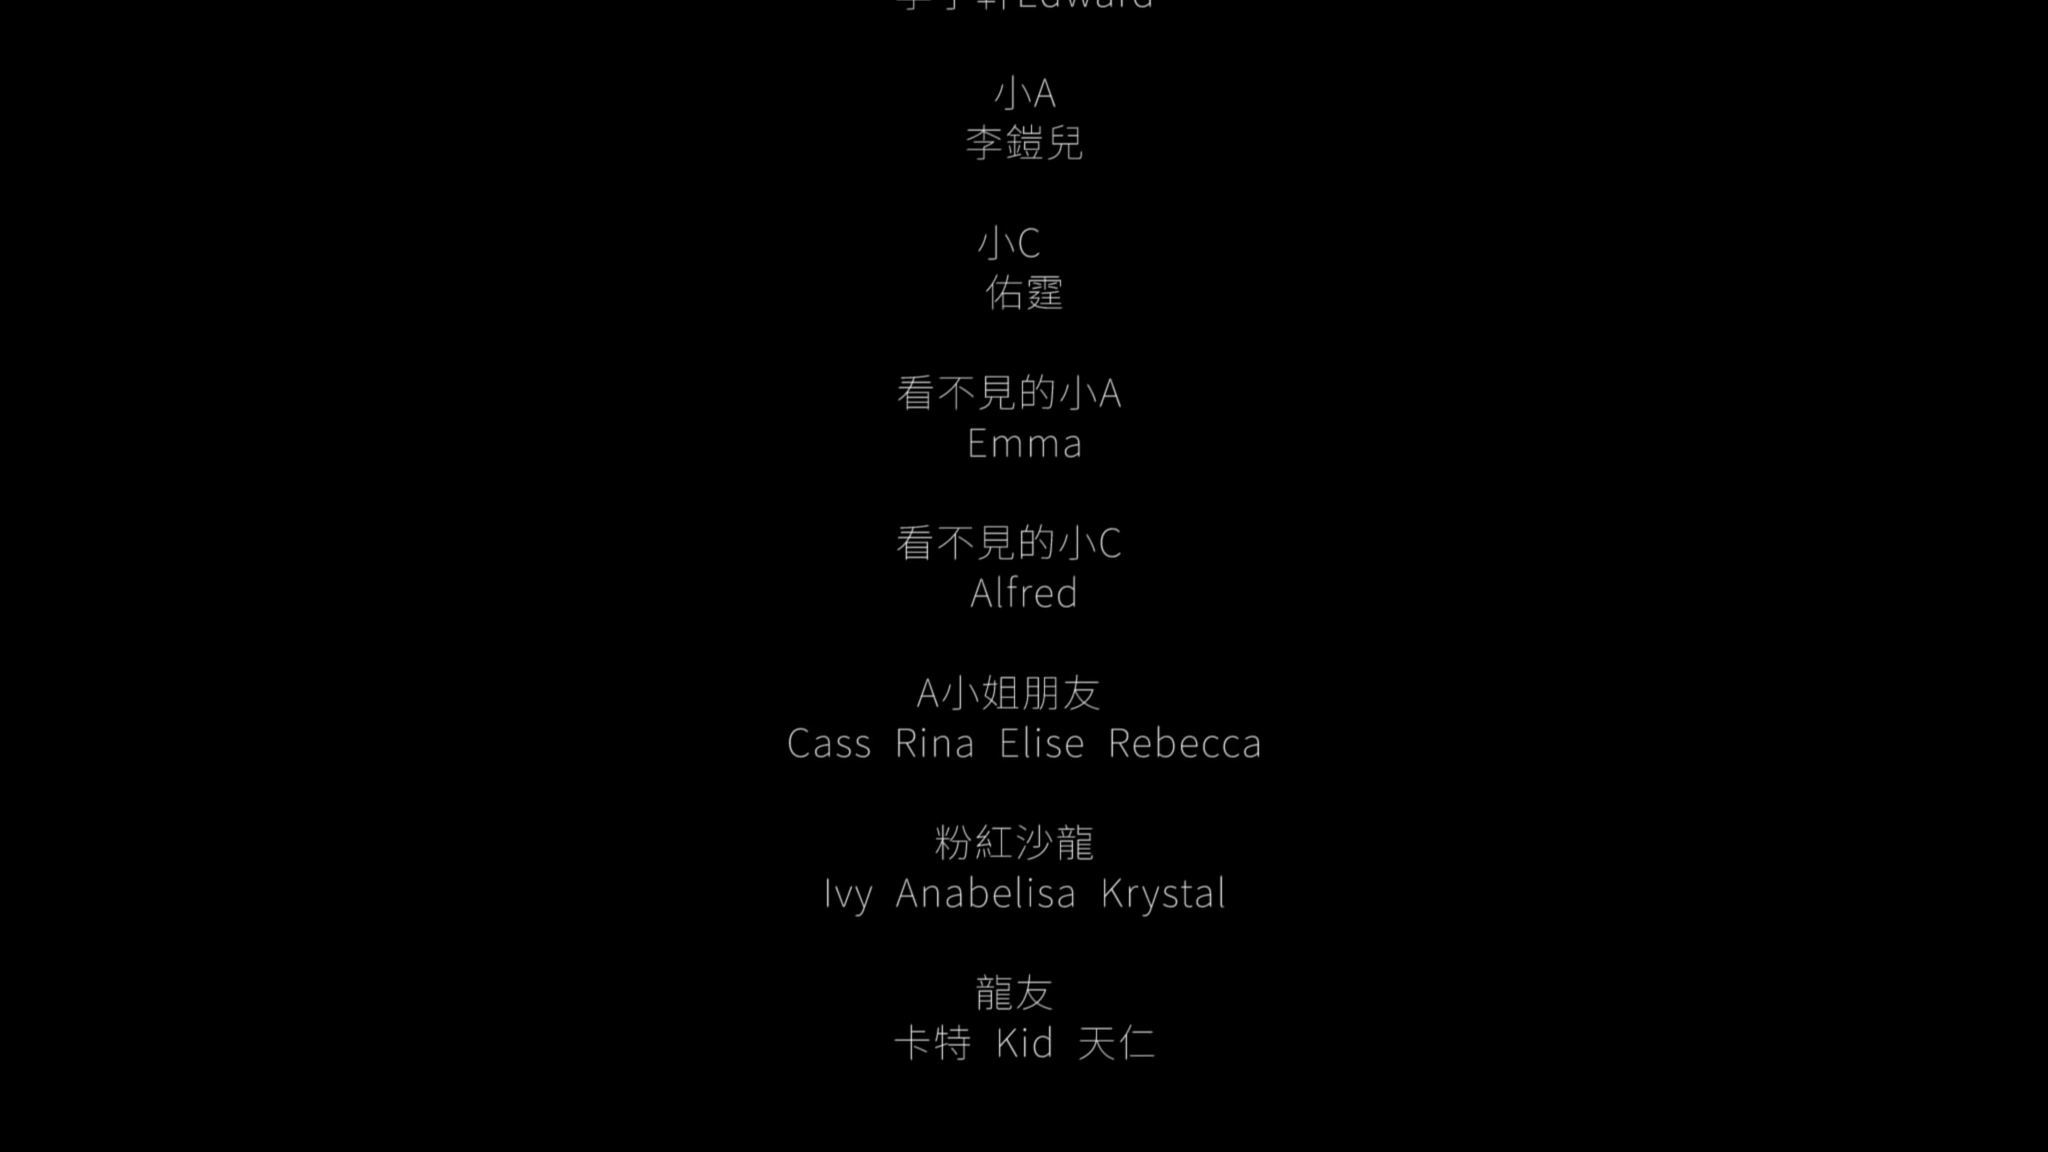 Edward
小A
李鎧兒
小C
佑霆
看不見的小A
Emma
看不見的小C
Alfred
A小姐朋友
Cass Rina Elise Rebecca
粉紅沙龍
Ivy Anabelisa Krystal
龍友
卡特 Kid 天仁